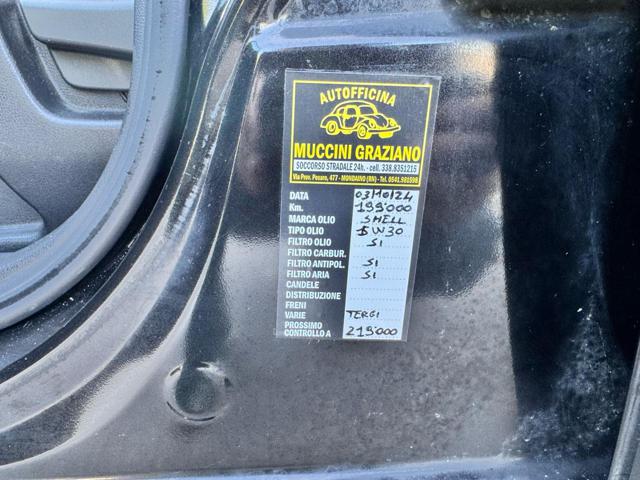 AUTOFFICINA
MUCCINI GRAZIANO
SOCCORSO STRADALE 24h. - cell. 338.8351215
Via Prov. Pesaro, 477 - MONDAINO (RN) - Tel. 0541.981598
DATA 03/10/24
Km. 199'000
MARCA OLIO SHELL
TIPO OLIO 5W30
FILTRO OLIO SI
FILTRO CARBUR.
FILTRO ANTIPOL. SI
FILTRO ARIA SI
CANDELE
DISTRIBUZIONE
FRENI
VARIE TERGI
PROSSIMO
CONTROLLO A 219'000